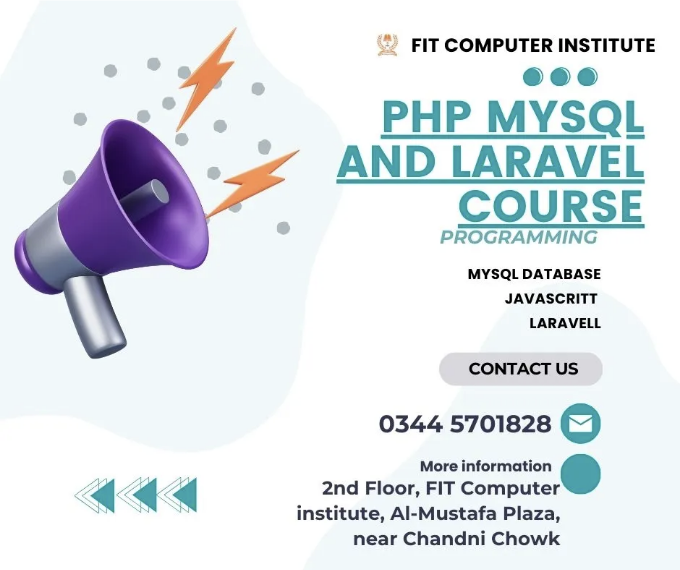 FIT COMPUTER INSTITUTE
PHP MYSQL
AND LARAVEL
COURSE
PROGRAMMING
MYSQL DATABASE
JAVASCRITT
LARAVELL
CONTACT US
0344 5701828
More information
2nd Floor, FIT Computer
institute, Al-Mustafa Plaza,
near Chandni Chowk